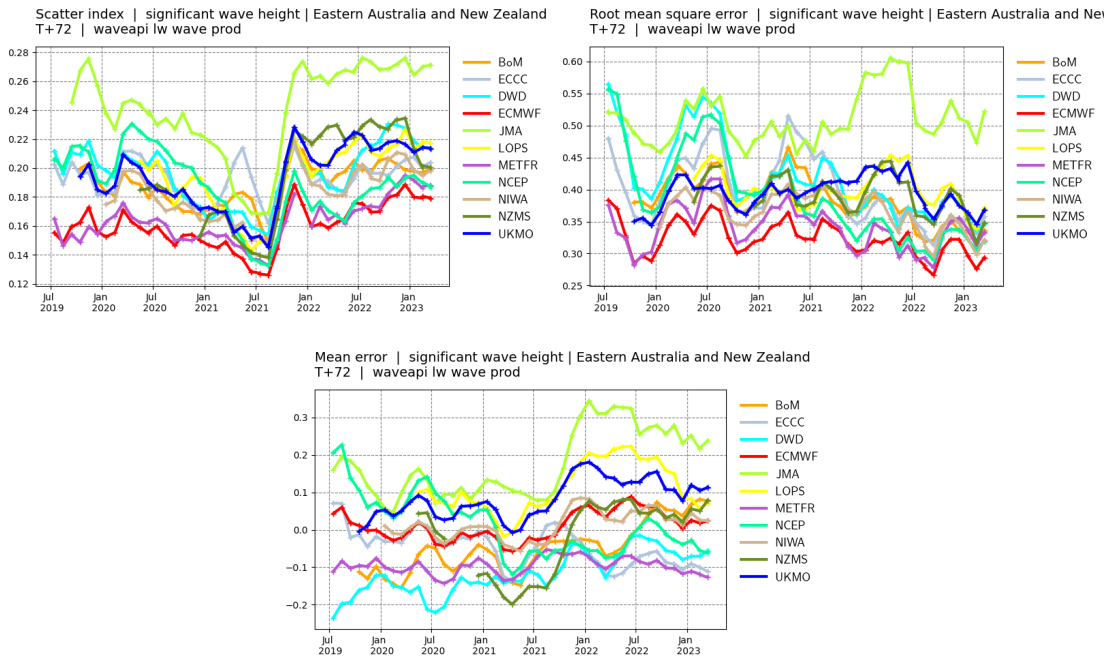 Scatter index | significant wave height | Eastern Australia and New Zealand
T+72 | waveapi lw wave prod
0.28
0.26
0.24
0.22
0.20
0.18
0.16
0.14
0.12
Jul 2019
Jan 2020
Jul 2020
Jan 2021
Jul 2021
Jan 2022
Jul 2022
Jan 2023
BoM
ECCC
DWD
ECMWF
JMA
LOPS
METFR
NCEP
NIWA
NZMS
UKMO
Root mean square error | significant wave height | Eastern Australia and New
T+72 | waveapi lw wave prod
0.60
0.55
0.50
0.45
0.40
0.35
0.30
0.25
Jul 2019
Jan 2020
Jul 2020
Jan 2021
Jul 2021
Jan 2022
Jul 2022
Jan 2023
BoM
ECCC
DWD
ECMWF
JMA
LOPS
METFR
NCEP
NIWA
NZMS
UKMO
Mean error | significant wave height | Eastern Australia and New Zealand
T+72 | waveapi lw wave prod
0.3
0.2
0.1
0.0
−0.1
−0.2
Jul 2019
Jan 2020
Jul 2020
Jan 2021
Jul 2021
Jan 2022
Jul 2022
Jan 2023
BoM
ECCC
DWD
ECMWF
JMA
LOPS
METFR
NCEP
NIWA
NZMS
UKMO